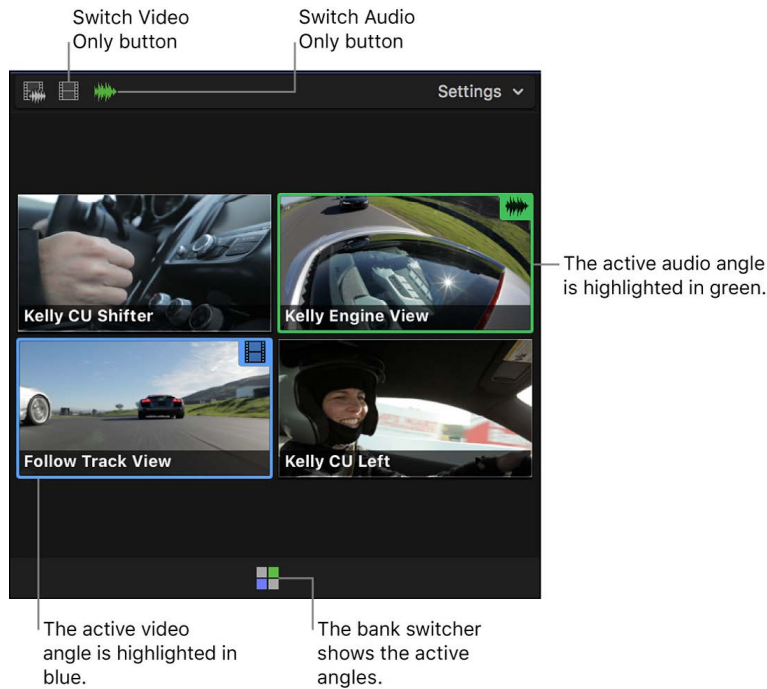 Switch Video
Only button
Switch Audio
Only button
Settings
Kelly CU Shifter
Kelly Engine View
The active audio angle
is highlighted in green.
Follow Track View
Kelly CU Left
The active video
angle is highlighted in
blue.
The bank switcher
shows the active
angles.